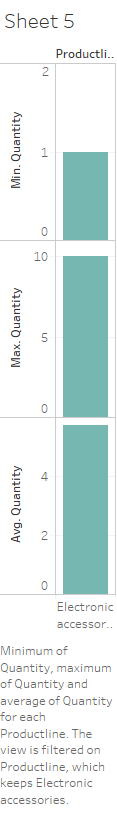 Sheet 5
Productli..
2
Min. Quantity
1
0
10
Max. Quantity
5
0
Avg. Quantity
4
2
0
Electronic
accessor..
Minimum of
Quantity, maximum
of Quantity and
average of Quantity
for each
Productline. The
view is filtered on
Productline, which
keeps Electronic
accessories.